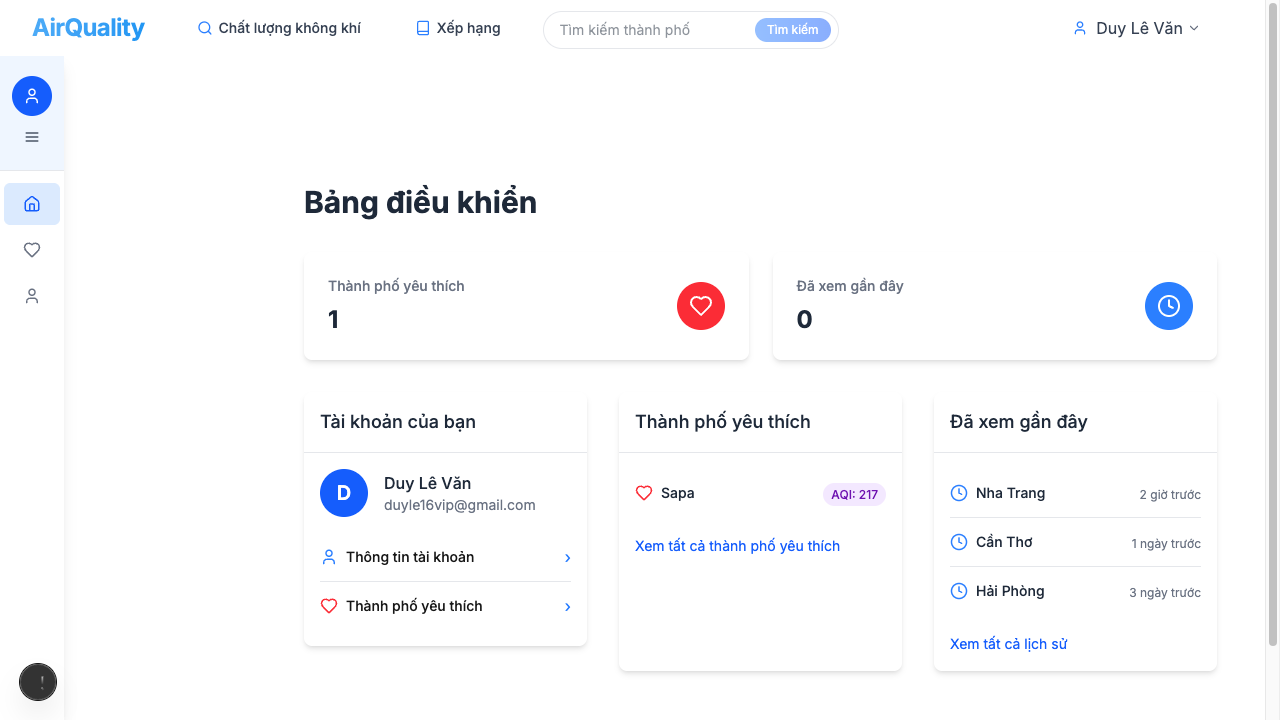 AirQuality
Chất lượng không khí
Xếp hạng
Tìm kiếm thành phố
Tìm kiếm
Duy Lê Văn
Bảng điều khiển
Thành phố yêu thích
1
Đã xem gần đây
0
Tài khoản của bạn
D
Duy Lê Văn
duyle16vip@gmail.com
Thông tin tài khoản
Thành phố yêu thích
Thành phố yêu thích
Sapa
AQI: 217
Xem tất cả thành phố yêu thích
Đã xem gần đây
Nha Trang
2 giờ trước
Cần Thơ
1 ngày trước
Hải Phòng
3 ngày trước
Xem tất cả lịch sử